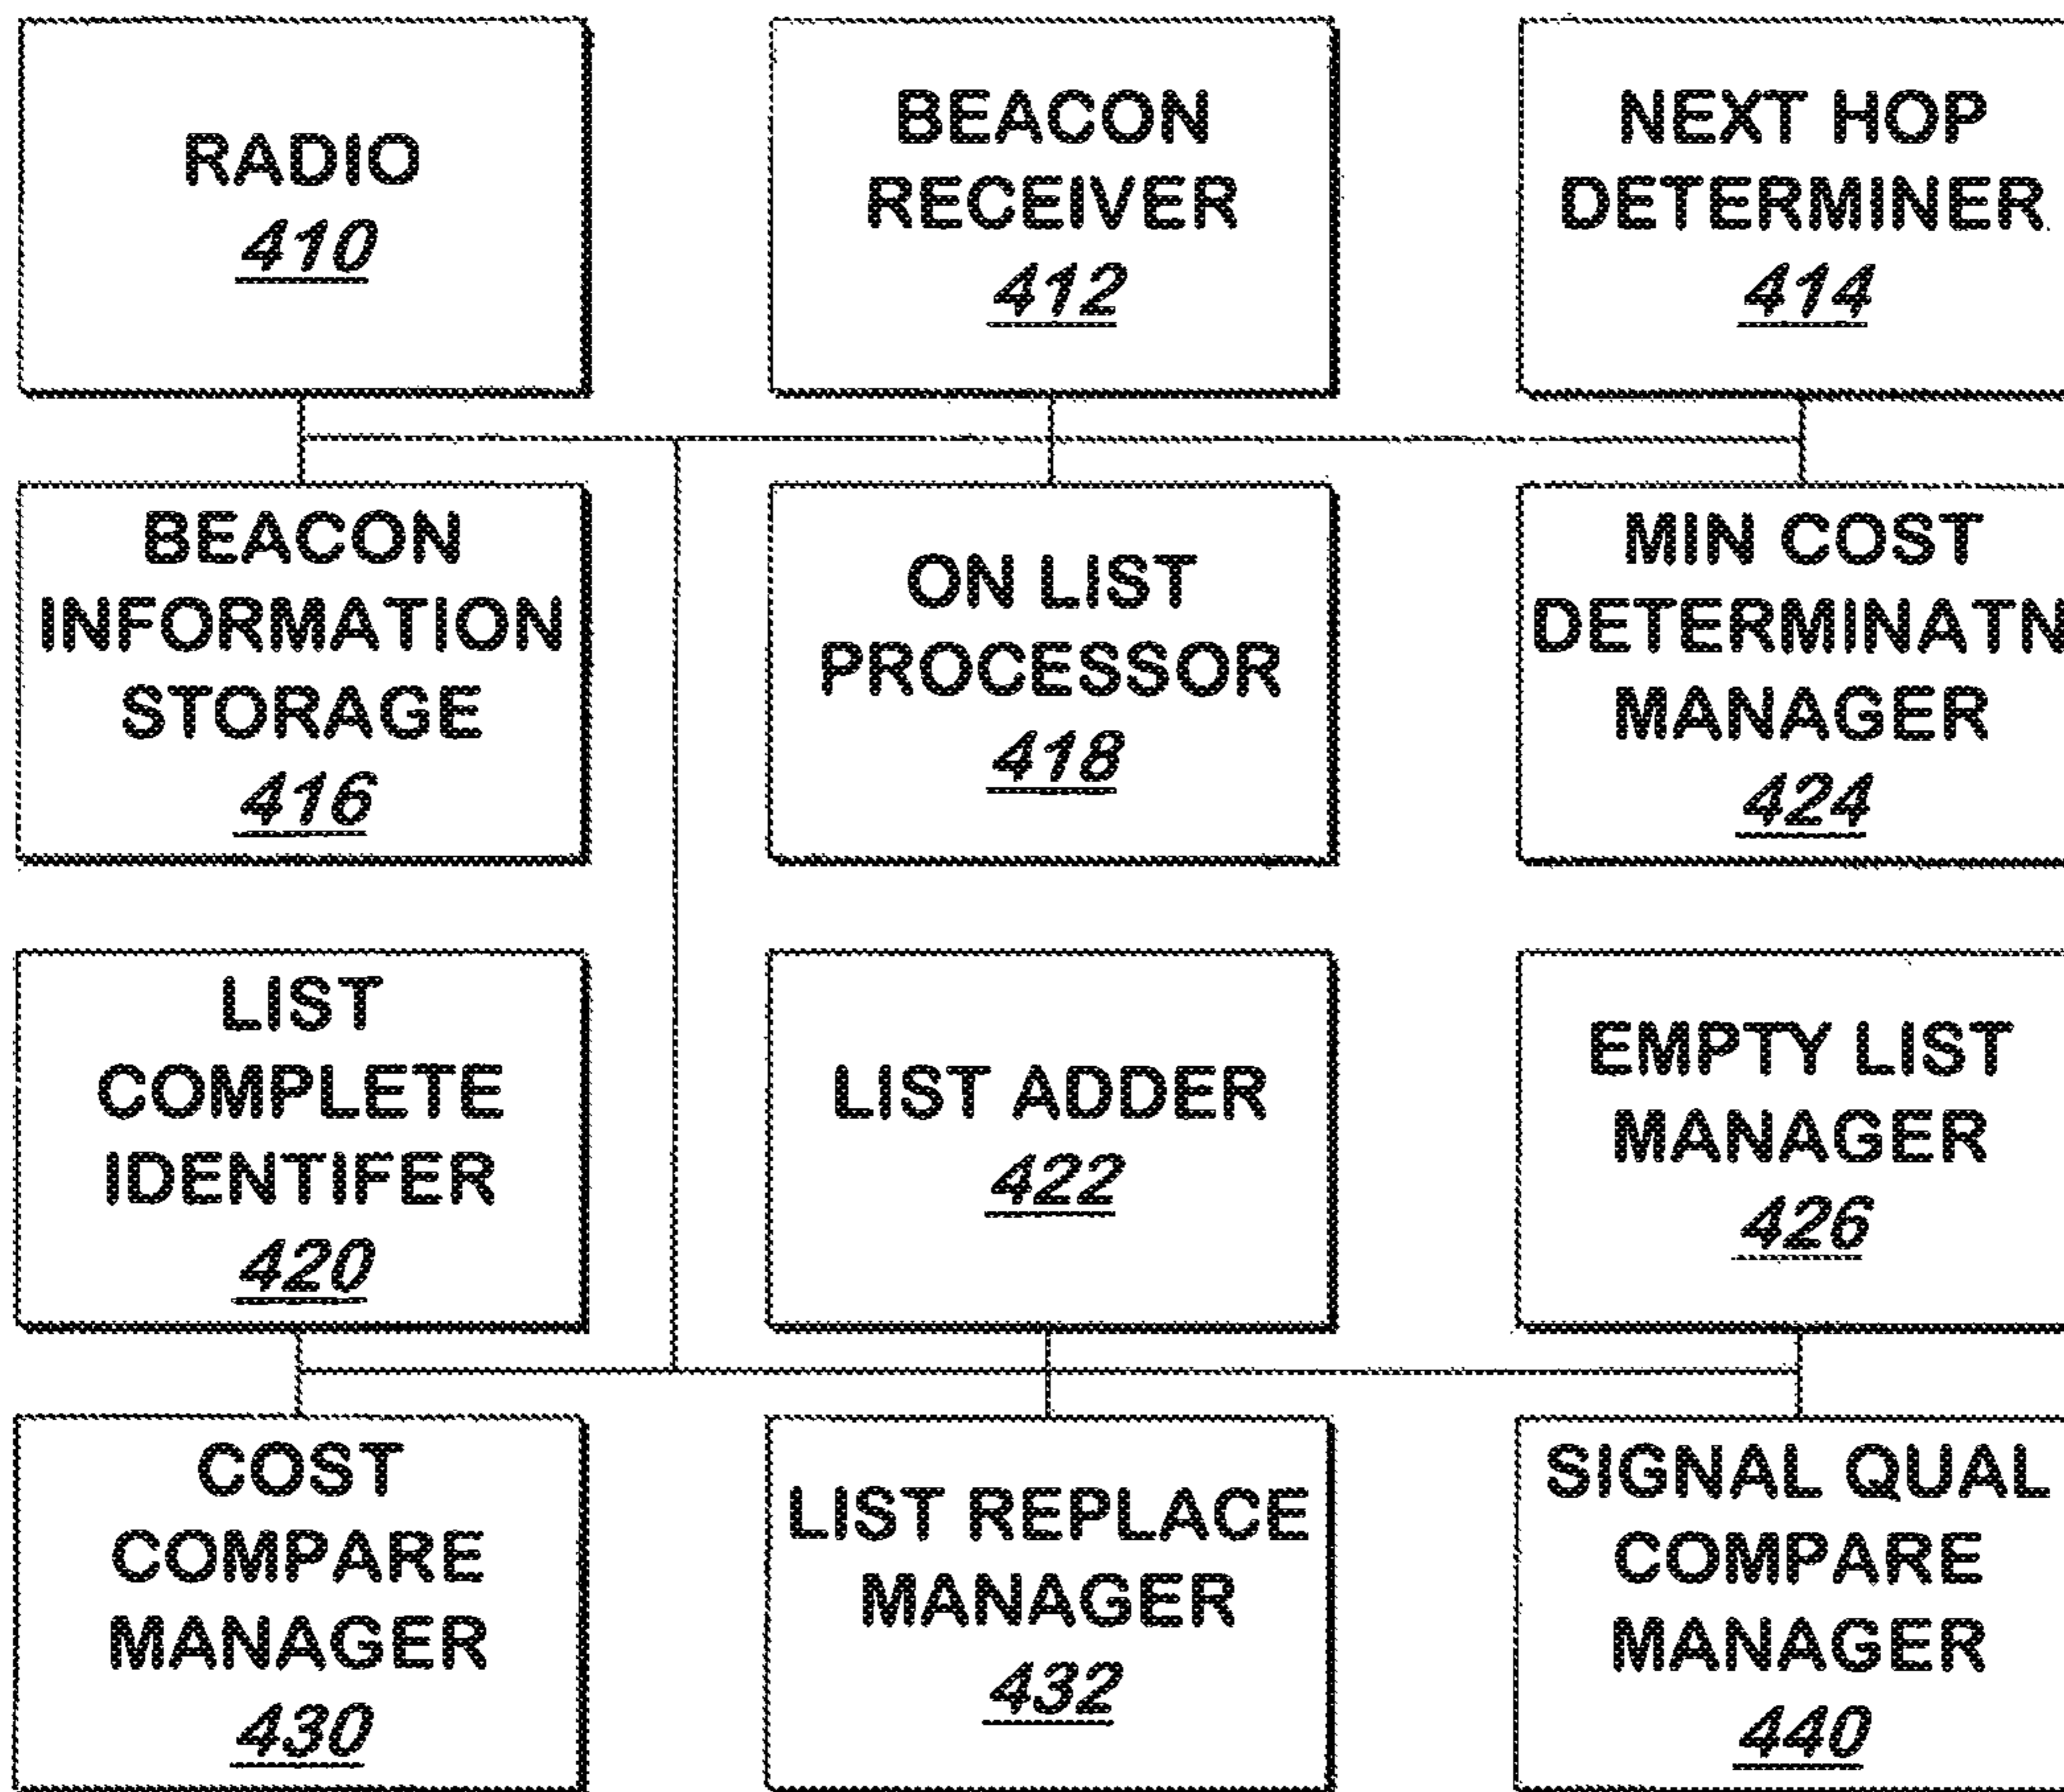 RADIO
410
BEACON
RECEIVER
412
NEXT HOP
DETERMINER
414
BEACON
INFORMATION
STORAGE
416
ON LIST
PROCESSOR
418
MIN COST
DETERMINATN
MANAGER
424
LIST
COMPLETE
IDENTIFER
420
LIST ADDER
422
EMPTY LIST
MANAGER
426
COST
COMPARE
MANAGER
430
LIST REPLACE
MANAGER
432
SIGNAL QUAL
COMPARE
MANAGER
440